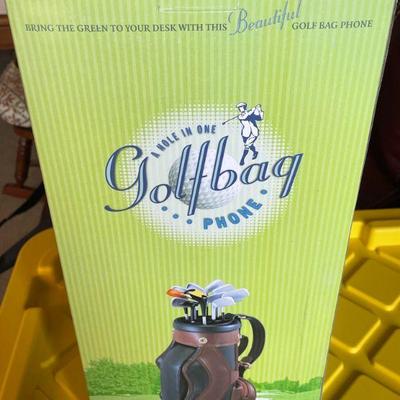 BRING THE GREEN TO YOUR DESK WITH THIS Beautiful GOLF BAG PHONE
A HOLE IN ONE
Golfbag
PHONE